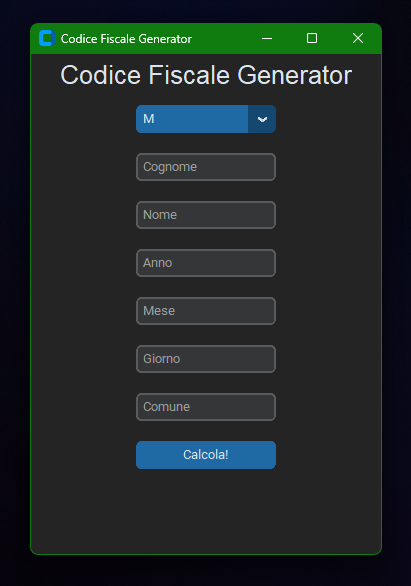 Codice Fiscale Generator
Codice Fiscale Generator
M
Cognome
Nome
Anno
Mese
Giorno
Comune
Calcola!